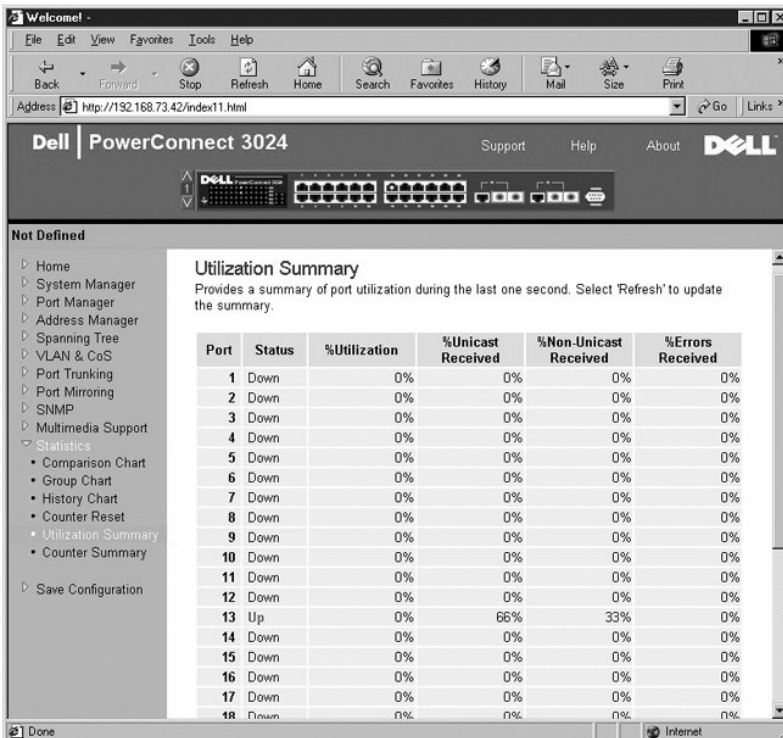 Welcome! -
File Edit View Favorites Tools Help
Back Forward Stop Refresh Home Search Favorites History Mail Size Print
Address http://192.168.73.42/index11.html Go Links
Dell PowerConnect 3024 Support Help About DELL
DELL
1
Not Defined
Home
System Manager
Port Manager
Address Manager
Spanning Tree
VLAN & CoS
Port Trunking
Port Mirroring
SNMP
Multimedia Support
Statistics
Comparison Chart
Group Chart
History Chart
Counter Reset
Utilization Summary
Counter Summary
Save Configuration
Utilization Summary
Provides a summary of port utilization during the last one second. Select 'Refresh' to update
the summary.
Port Status %Utilization %Unicast Received %Non-Unicast Received %Errors Received
1 Down 0% 0% 0% 0%
2 Down 0% 0% 0% 0%
3 Down 0% 0% 0% 0%
4 Down 0% 0% 0% 0%
5 Down 0% 0% 0% 0%
6 Down 0% 0% 0% 0%
7 Down 0% 0% 0% 0%
8 Down 0% 0% 0% 0%
9 Down 0% 0% 0% 0%
10 Down 0% 0% 0% 0%
11 Down 0% 0% 0% 0%
12 Down 0% 0% 0% 0%
13 Up 0% 66% 33% 0%
14 Down 0% 0% 0% 0%
15 Down 0% 0% 0% 0%
16 Down 0% 0% 0% 0%
17 Down 0% 0% 0% 0%
18 Down 0% 0% 0% 0%
Done Internet